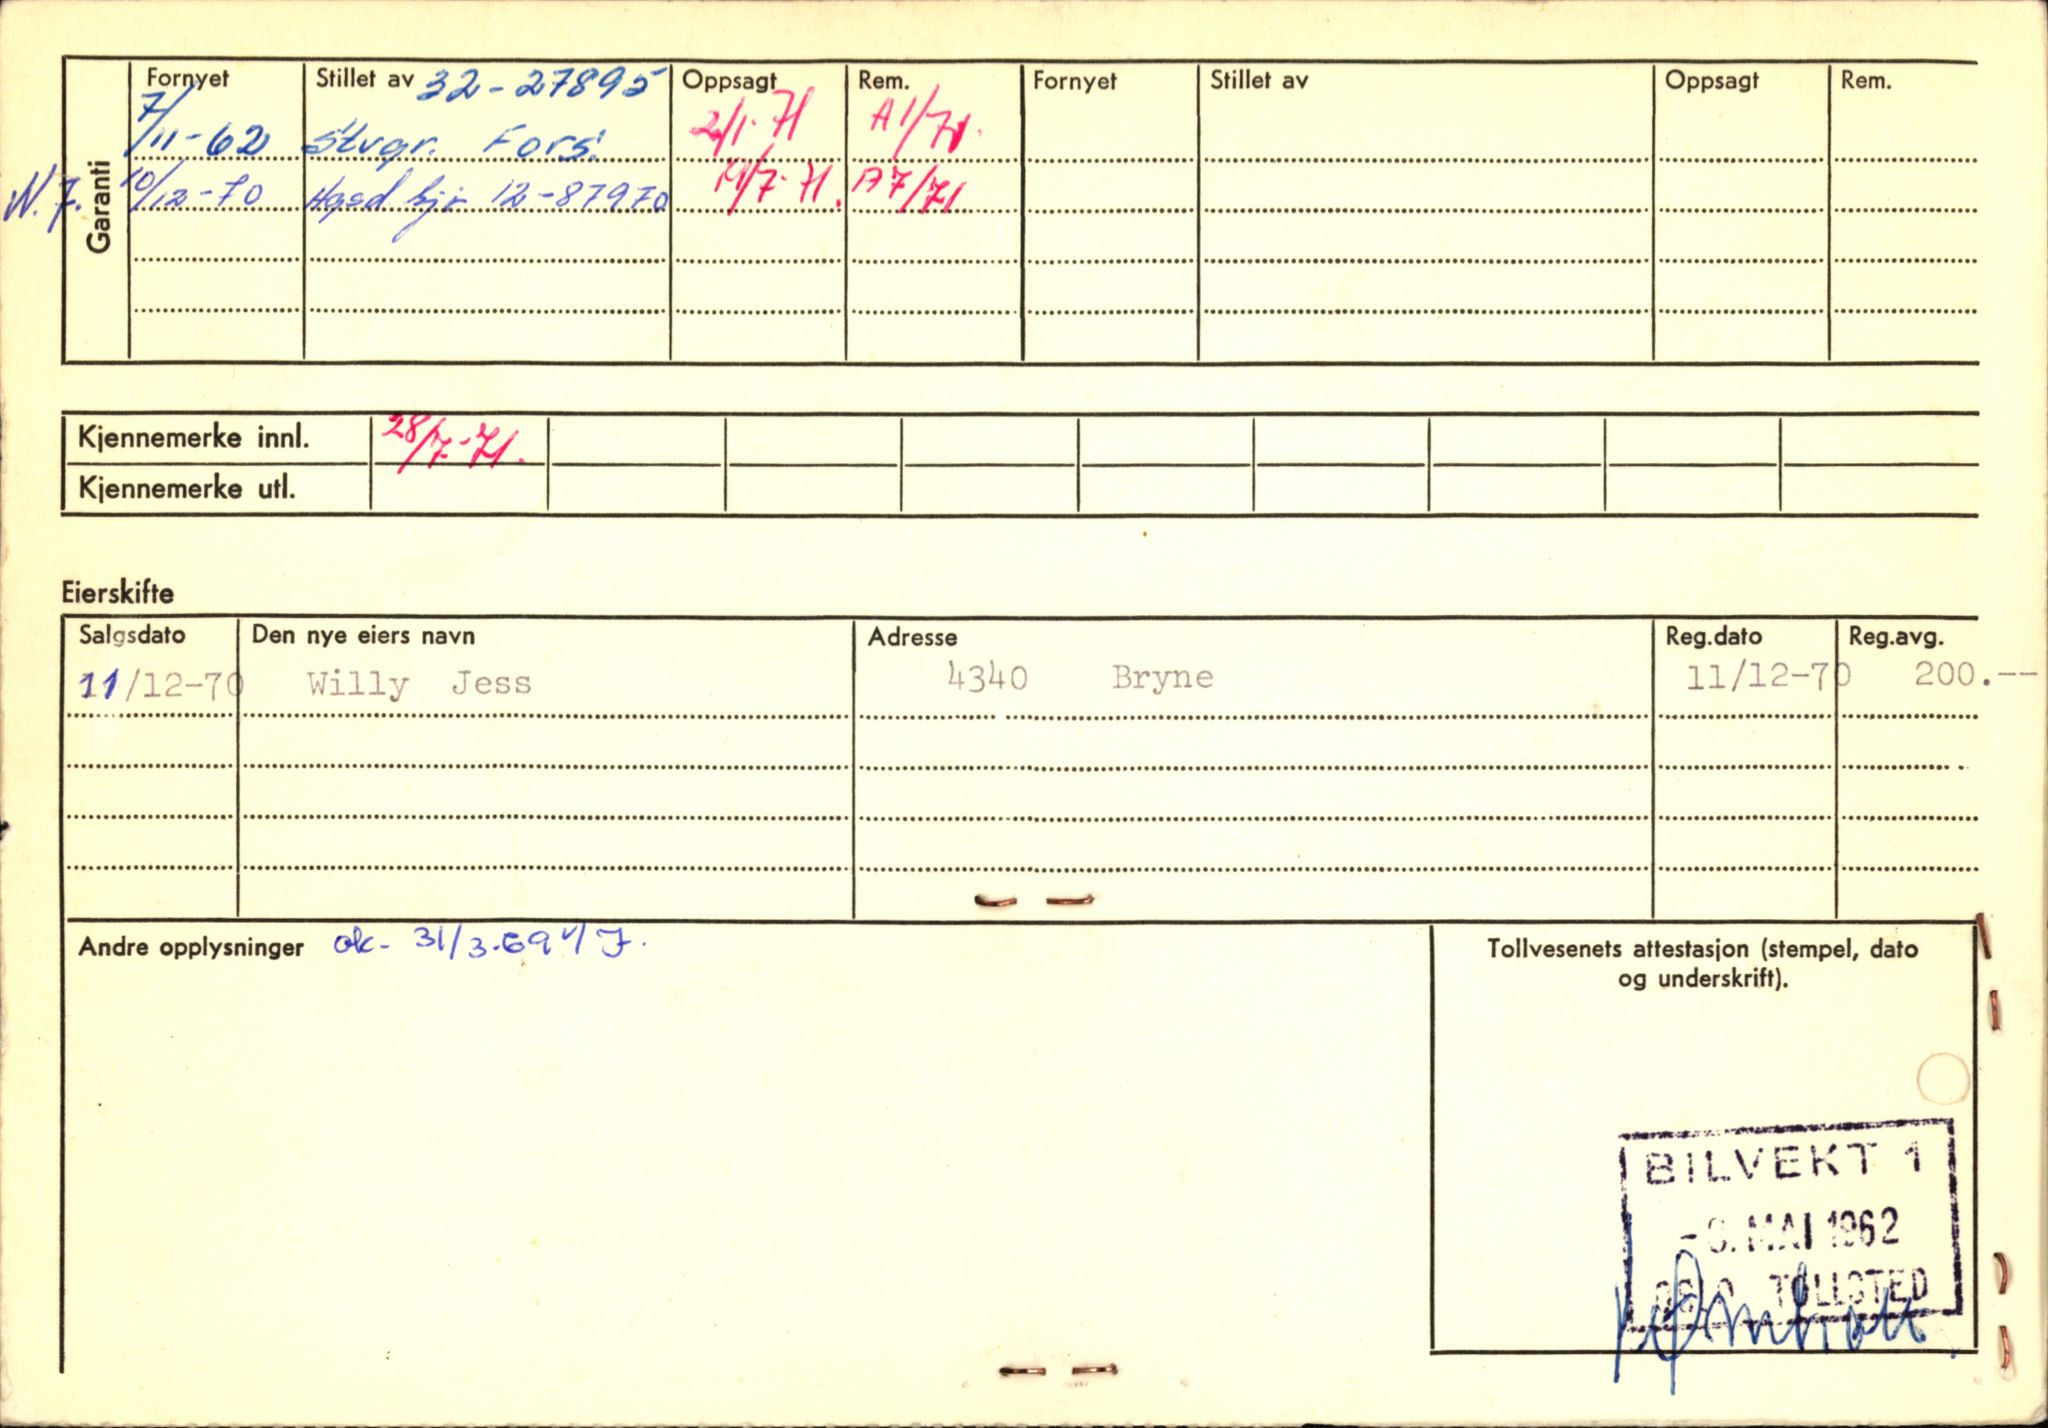 Fornyet Stillet av 32-27895 Oppsagt Rem. Fornyet Stillet av Oppsagt Rem.
7/11-62 Stvgr. Fors. 2/1-71 A1/71.
N.J. 10/12-70 12-87970 14/7-71. A7/71
Garanti
Kjennemerke innl. 28/7-71.
Kjennemerke utl.
Eierskifte
Salgsdato Den nye eiers navn Adresse Reg.dato Reg.avg.
11/12-70 Willy Jess 4340 Bryne 11/12-70 200.--
Andre opplysninger ok- 31/3-69
Tollvesenets attestasjon (stempel, dato
og underskrift).
BILVEKT 1
MAI 1962
OSLO TOLLSTED